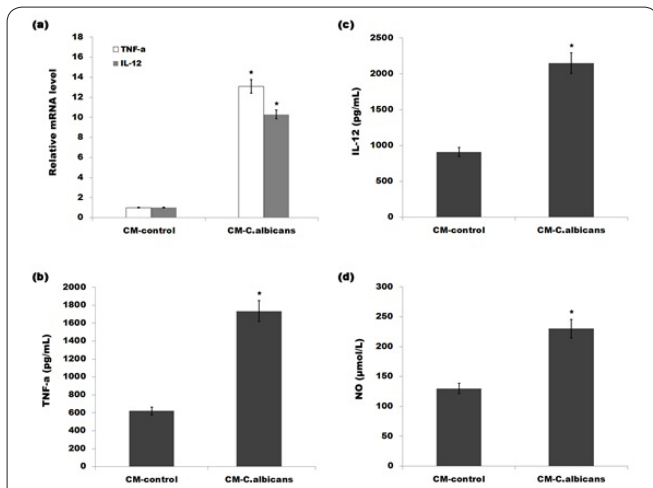 (a)
18
16
14
12
10
8
6
4
2
0
Relative mRNA level
TNF-a
IL-12
*
*
CM-control
CM-C.albicans
(b)
2000
1800
1600
1400
1200
1000
800
600
400
200
0
TNF-a (pg/mL)
*
CM-control
CM-C.albicans
(c)
2500
2000
1500
1000
500
0
IL-12 (pg/mL)
*
CM-control
CM-C.albicans
(d)
300
250
200
150
100
50
0
NO (μmol/L)
*
CM-control
CM-C.albicans